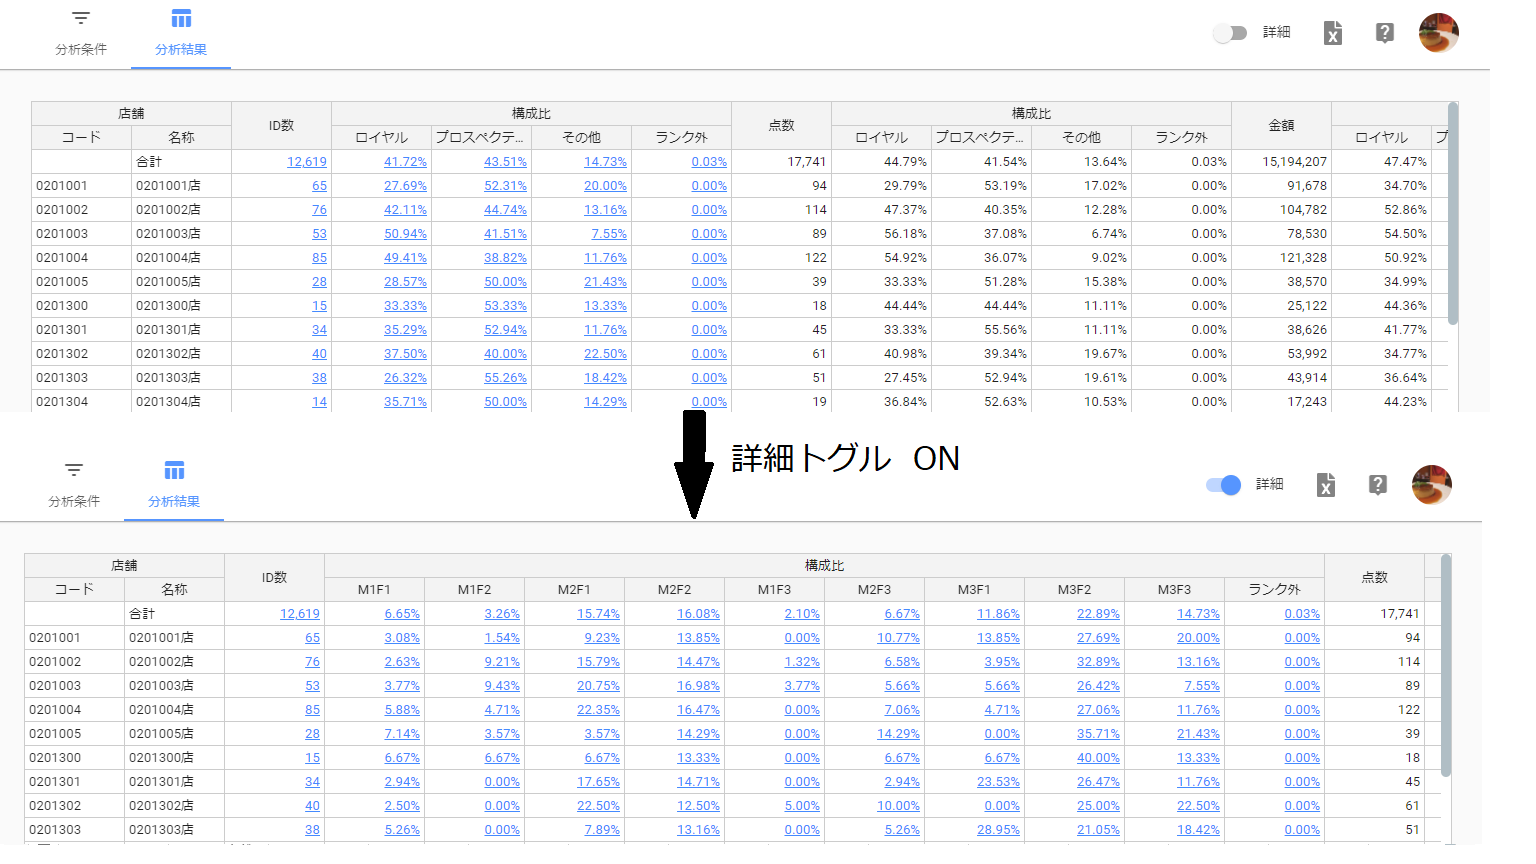 分析条件 分析結果 詳細
店舗 ID数 構成比 点数 構成比 金額
コード 名称 ロイヤル プロスペクテ... その他 ランク外 ロイヤル プロスペクテ... その他 ランク外 ロイヤル プ
合計 12,619 41.72% 43.51% 14.73% 0.03% 17,741 44.79% 41.54% 13.64% 0.03% 15,194,207 47.47%
0201001 0201001店 65 27.69% 52.31% 20.00% 0.00% 94 29.79% 53.19% 17.02% 0.00% 91,678 34.70%
0201002 0201002店 76 42.11% 44.74% 13.16% 0.00% 114 47.37% 40.35% 12.28% 0.00% 104,782 52.86%
0201003 0201003店 53 50.94% 41.51% 7.55% 0.00% 89 56.18% 37.08% 6.74% 0.00% 78,530 54.50%
0201004 0201004店 85 49.41% 38.82% 11.76% 0.00% 122 54.92% 36.07% 9.02% 0.00% 121,328 50.92%
0201005 0201005店 28 28.57% 50.00% 21.43% 0.00% 39 33.33% 51.28% 15.38% 0.00% 38,570 34.99%
0201300 0201300店 15 33.33% 53.33% 13.33% 0.00% 18 44.44% 44.44% 11.11% 0.00% 25,122 44.36%
0201301 0201301店 34 35.29% 52.94% 11.76% 0.00% 45 33.33% 55.56% 11.11% 0.00% 38,626 41.77%
0201302 0201302店 40 37.50% 40.00% 22.50% 0.00% 61 40.98% 39.34% 19.67% 0.00% 53,992 34.77%
0201303 0201303店 38 26.32% 55.26% 18.42% 0.00% 51 27.45% 52.94% 19.61% 0.00% 43,914 36.64%
0201304 0201304店 14 35.71% 50.00% 14.29% 0.00% 19 36.84% 52.63% 10.53% 0.00% 17,243 44.23%
詳細トグル ON
分析条件 分析結果 詳細
店舗 ID数 構成比 点数
コード 名称 M1F1 M1F2 M2F1 M2F2 M1F3 M2F3 M3F1 M3F2 M3F3 ランク外
合計 12,619 6.65% 3.26% 15.74% 16.08% 2.10% 6.67% 11.86% 22.89% 14.73% 0.03% 17,741
0201001 0201001店 65 3.08% 1.54% 9.23% 13.85% 0.00% 10.77% 13.85% 27.69% 20.00% 0.00% 94
0201002 0201002店 76 2.63% 9.21% 15.79% 14.47% 1.32% 6.58% 3.95% 32.89% 13.16% 0.00% 114
0201003 0201003店 53 3.77% 9.43% 20.75% 16.98% 3.77% 5.66% 5.66% 26.42% 7.55% 0.00% 89
0201004 0201004店 85 5.88% 4.71% 22.35% 16.47% 0.00% 7.06% 4.71% 27.06% 11.76% 0.00% 122
0201005 0201005店 28 7.14% 3.57% 3.57% 14.29% 0.00% 14.29% 0.00% 35.71% 21.43% 0.00% 39
0201300 0201300店 15 6.67% 6.67% 6.67% 13.33% 0.00% 6.67% 6.67% 40.00% 13.33% 0.00% 18
0201301 0201301店 34 2.94% 0.00% 17.65% 14.71% 0.00% 2.94% 23.53% 26.47% 11.76% 0.00% 45
0201302 0201302店 40 2.50% 0.00% 22.50% 12.50% 5.00% 10.00% 0.00% 25.00% 22.50% 0.00% 61
0201303 0201303店 38 5.26% 0.00% 7.89% 13.16% 0.00% 5.26% 28.95% 21.05% 18.42% 0.00% 51